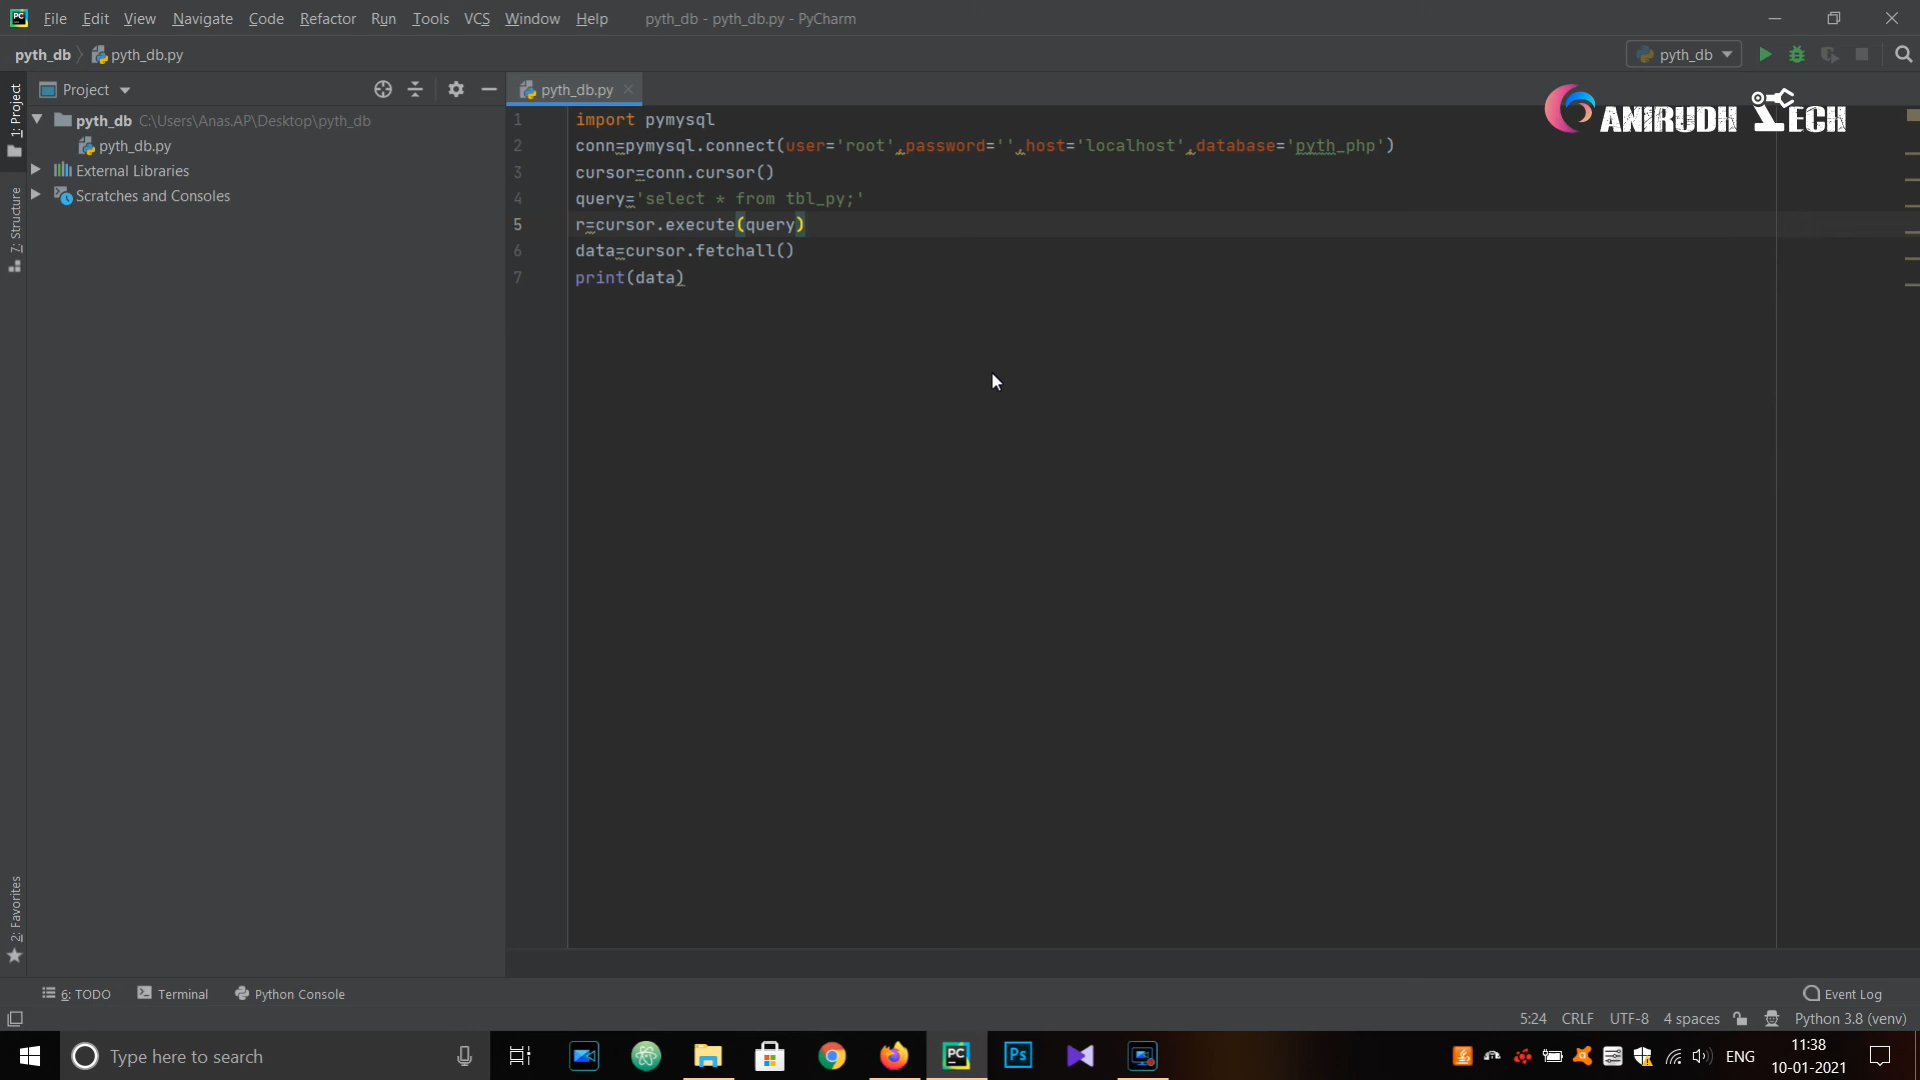 File Edit View Navigate Code Refactor Run Tools VCS Window Help pyth_db - pyth_db.py - PyCharm
pyth_db pyth_db.py
pyth_db
ANIRUDH TECH
1: Project
7: Structure
2: Favorites
Project
pyth_db C:\Users\Anas.AP\Desktop\pyth_db
pyth_db.py
External Libraries
Scratches and Consoles
pyth_db.py
1 import pymysql
2 conn=pymysql.connect(user='root',password='',host='localhost',database='pyth_php')
3 cursor=conn.cursor()
4 query='select * from tbl_py;'
5 r=cursor.execute(query)
6 data=cursor.fetchall()
7 print(data)
6: TODO Terminal Python Console Event Log
5:24 CRLF UTF-8 4 spaces Python 3.8 (venv)
Type here to search
PC
Ps
ENG
11:38
10-01-2021